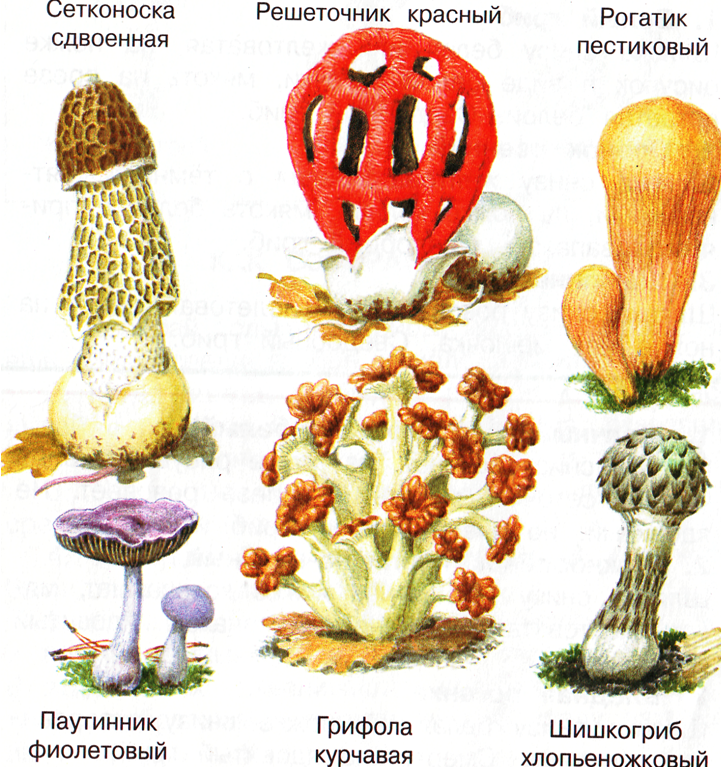 Сетконоска
сдвоенная
Решеточник красный
Рогатик
пестиковый
Паутинник
фиолетовый
Грифола
курчавая
Шишкогриб
хлопьеножковый